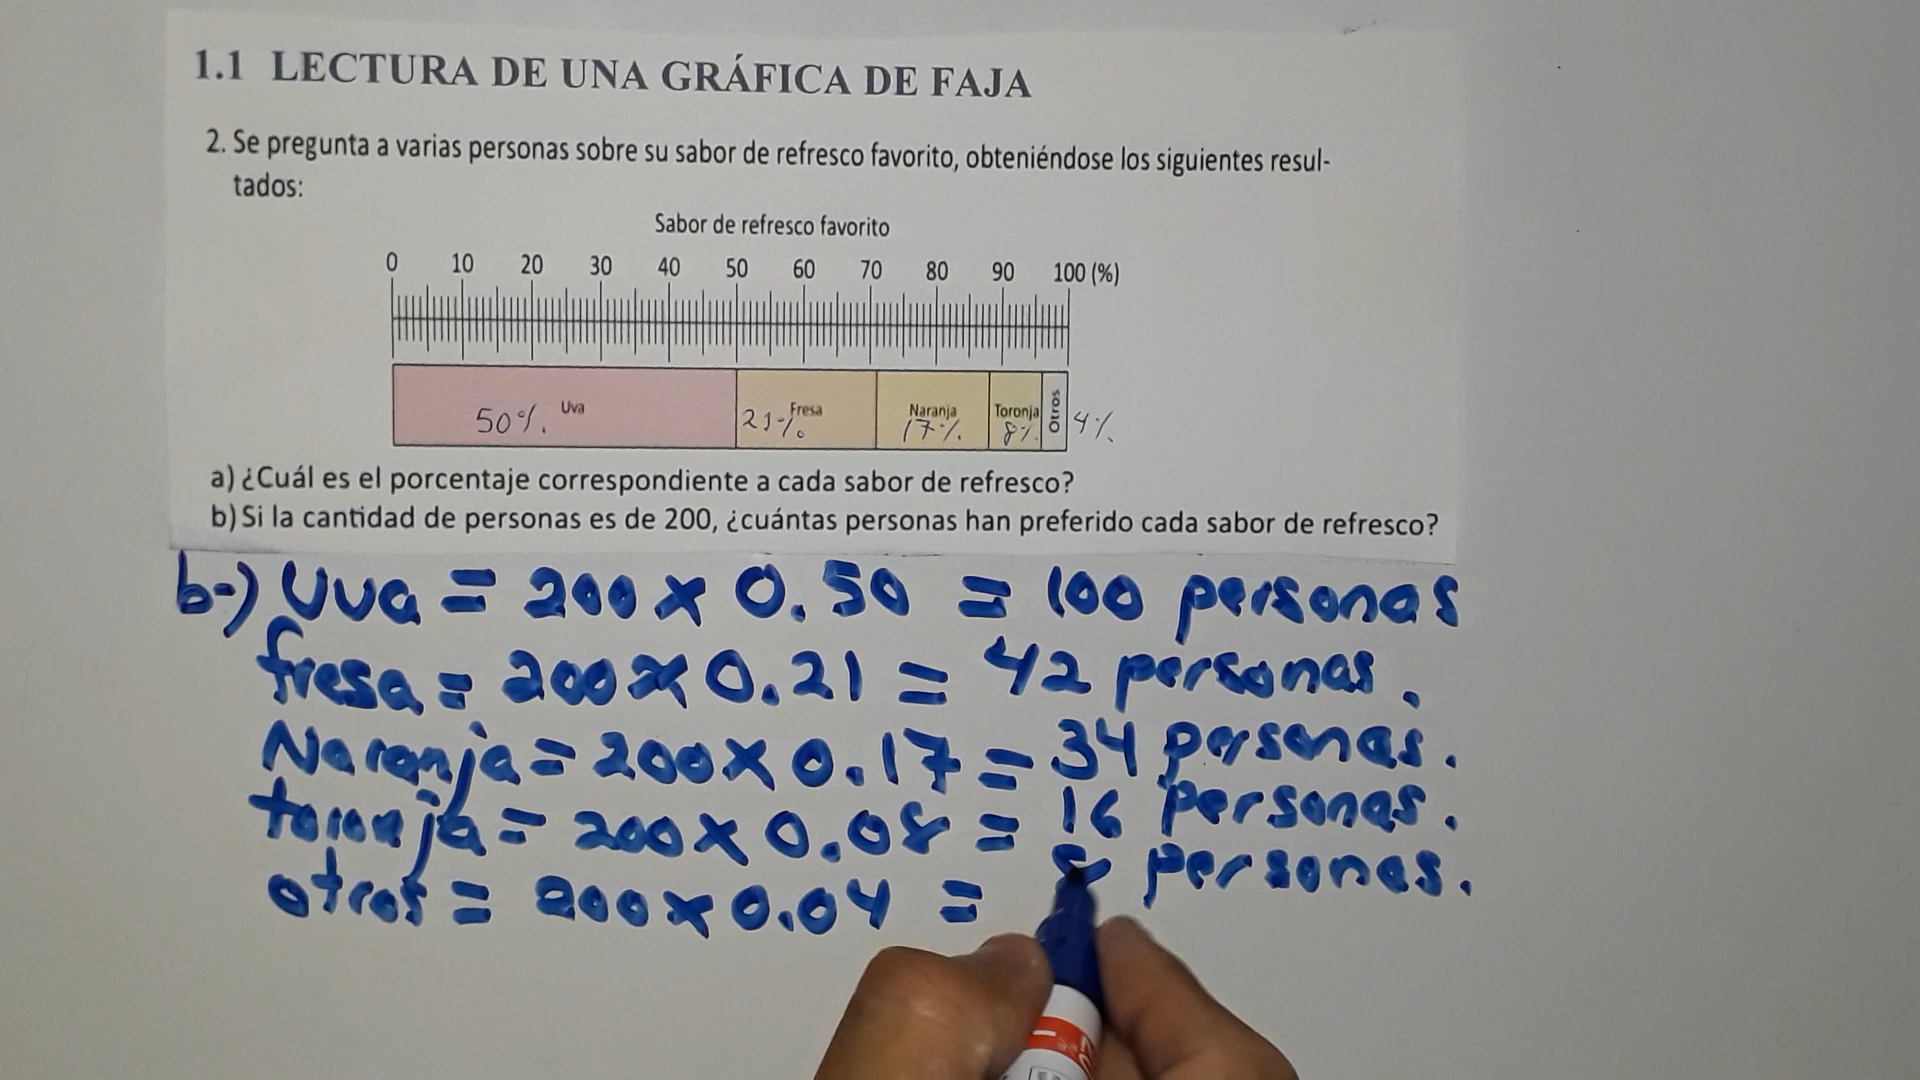 1.1 LECTURA DE UNA GRÁFICA DE FAJA
2. Se pregunta a varias personas sobre su sabor de refresco favorito, obteniéndose los siguientes resul-
tados:
Sabor de refresco favorito
0 10 20 30 40 50 60 70 80 90 100 (%)
Uva Fresa Naranja Toronja Otros
50% 21% 17% 8% 4%
a) ¿Cuál es el porcentaje correspondiente a cada sabor de refresco?
b) Si la cantidad de personas es de 200, ¿cuántas personas han preferido cada sabor de refresco?
b-) Uva = 200 x 0.50 = 100 personas
fresa = 200 x 0.21 = 42 personas.
Naranja = 200 x 0.17 = 34 personas.
toronja = 200 x 0.08 = 16 personas.
otros = 200 x 0.04 = 8 personas.